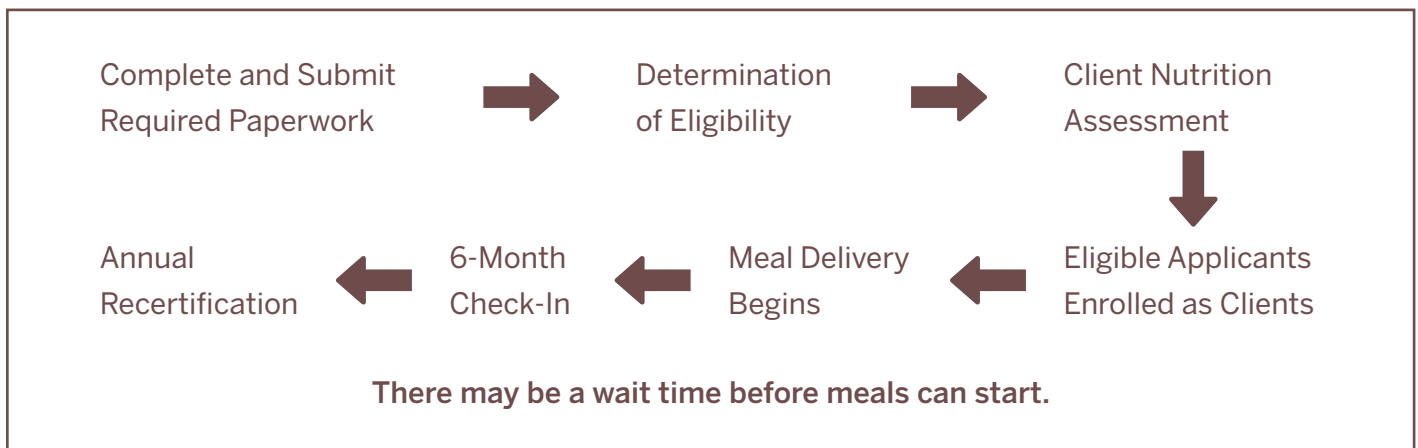 Complete and Submit
Required Paperwork
Determination
of Eligibility
Client Nutrition
Assessment
Eligible Applicants
Enrolled as Clients
Meal Delivery
Begins
6-Month
Check-In
Annual
Recertification
There may be a wait time before meals can start.